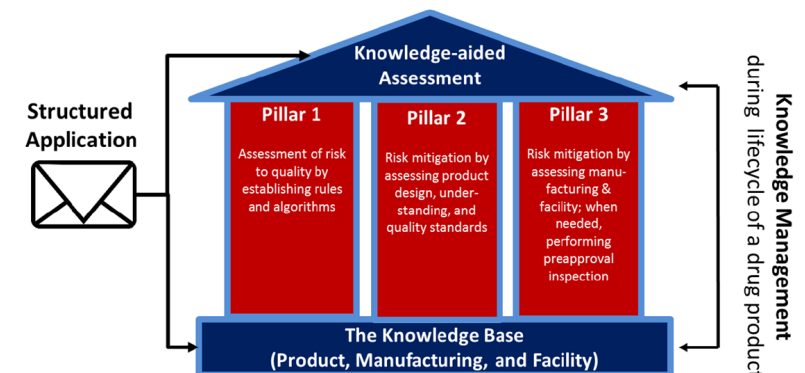 Knowledge-aided
Assessment
Structured
Application
Pillar 1
Assessment of risk
to quality by
establishing rules
and algorithms
Pillar 2
Risk mitigation by
assessing product
design, under-
standing, and
quality standards
Pillar 3
Risk mitigation by
assessing manu-
facturing &
facility; when
needed,
performing
preapproval
inspection
The Knowledge Base
(Product, Manufacturing, and Facility)
Knowledge Management
during lifecycle of a drug product